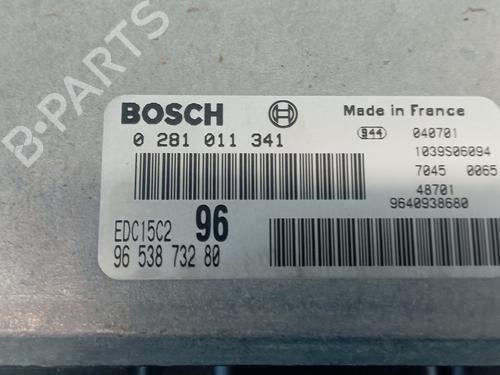 BOSCH
0 281 011 341
EDC15C2 96
96 538 732 80
Made in France
944 040701
1039S06094
7045 0065
48701
9640938680
B-PARTS